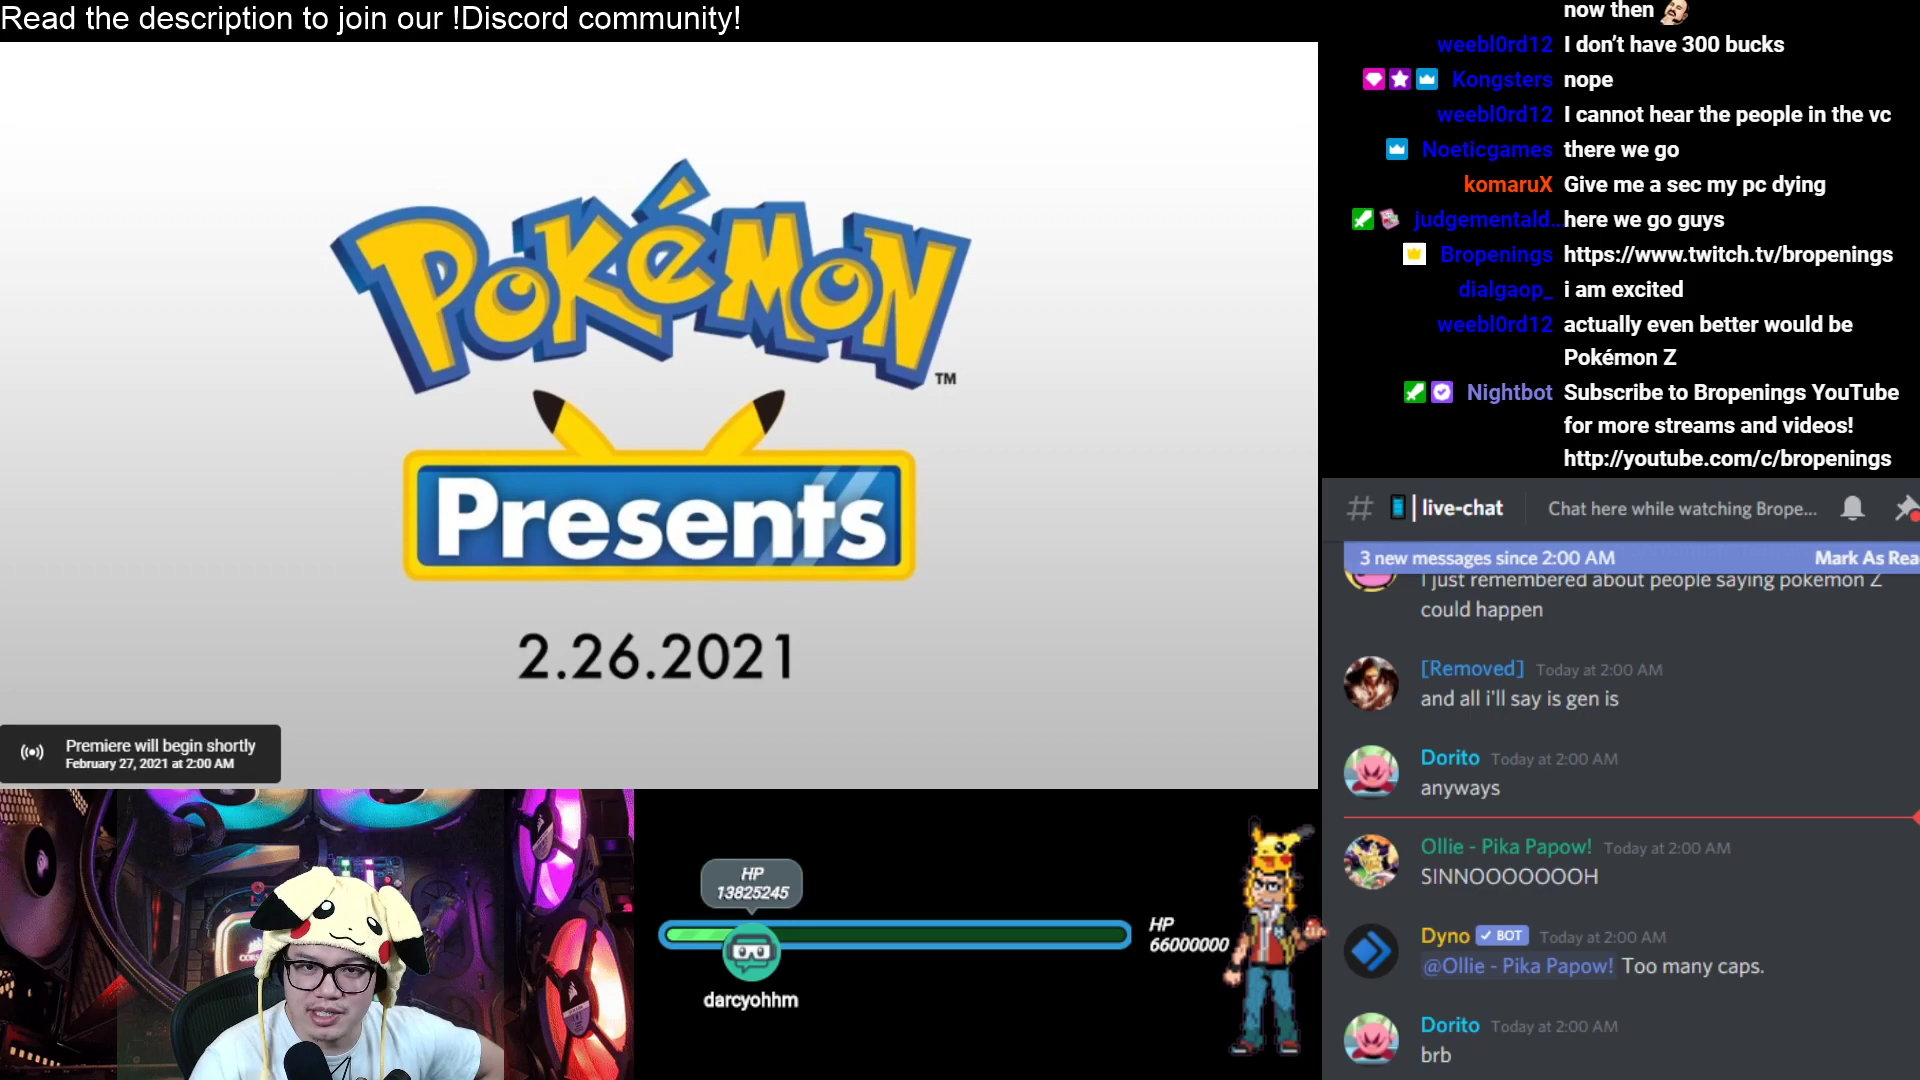 Read the description to join our !Discord community!
POKéMON
TM
Presents
2.26.2021
Premiere will begin shortly
February 27, 2021 at 2:00 AM
HP
13825245
HP
66000000
darcyohhm
now then
weebl0rd12 I don't have 300 bucks
Kongsters nope
weebl0rd12 I cannot hear the people in the vc
Noeticgames there we go
komaruX Give me a sec my pc dying
judgementald... here we go guys
Bropenings https://www.twitch.tv/bropenings
dialgaop_ i am excited
weebl0rd12 actually even better would be
Pokémon Z
Nightbot Subscribe to Bropenings YouTube
for more streams and videos!
http://youtube.com/c/bropenings
# | live-chat Chat here while watching Brope...
3 new messages since 2:00 AM Mark As Rea
I just remembered about people saying pokemon Z
could happen
[Removed] Today at 2:00 AM
and all i'll say is gen is
Dorito Today at 2:00 AM
anyways
Ollie - Pika Papow! Today at 2:00 AM
SINNOOOOOOOH
Dyno ✓ BOT Today at 2:00 AM
@Ollie - Pika Papow! Too many caps.
Dorito Today at 2:00 AM
brb